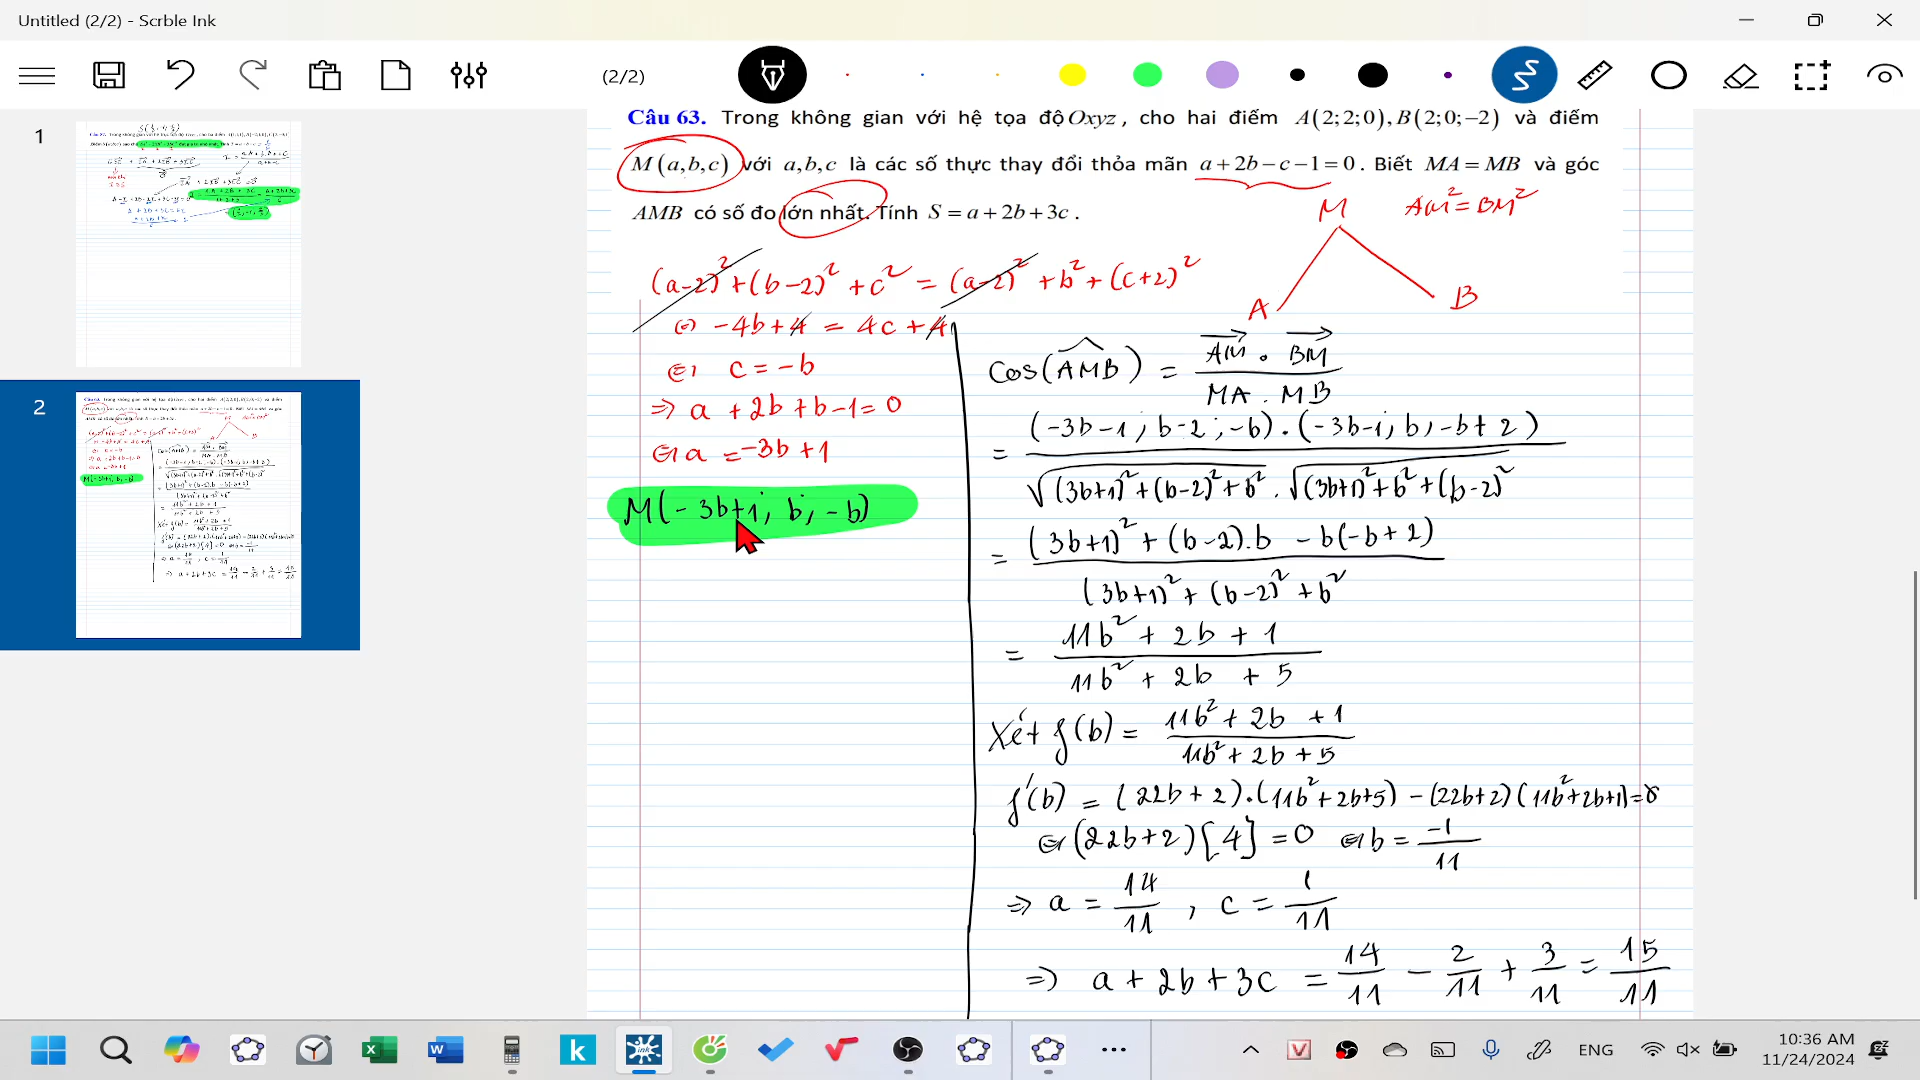 Untitled (2/2) - Scrble Ink
(2/2)
1
2
Câu 63. Trong không gian với hệ tọa độ Oxyz, cho hai điểm A(2;2;0), B(2;0;−2) và điểm
M(a,b,c) với a,b,c là các số thực thay đổi thỏa mãn a+2b−c−1=0. Biết MA=MB và góc
AMB có số đo lớn nhất. Tính S=a+2b+3c.
AM²=BM²
M
A
B
(a-2)²+(b-2)²+c² = (a-2)²+b²+(c+2)²
⇔ -4b+4 = 4c+4
⇔ c=-b
⇒ a+2b+b-1=0
⇔ a=-3b+1
M(-3b+1; b; -b)
Cos(AMB) = AM . BM / MA . MB
= (-3b-1; b-2; -b).(-3b-1; b; -b+2) / √(3b+1)²+(b-2)²+b² . √(3b+1)²+b²+(b-2)²
= (3b+1)²+(b-2).b -b(-b+2) / (3b+1)²+(b-2)²+b²
= 11b²+2b+1 / 11b²+2b+5
Xét f(b) = 11b²+2b+1 / 11b²+2b+5
f'(b) = (22b+2).(11b²+2b+5) -(22b+2)(11b²+2b+1)=0
⇔ (22b+2)[4]=0 ⇔ b= -1/11
⇒ a = 14/11 , c = 1/11
⇒ a+2b+3c = 14/11 - 2/11 + 3/11 = 15/11
ENG
10:36 AM
11/24/2024